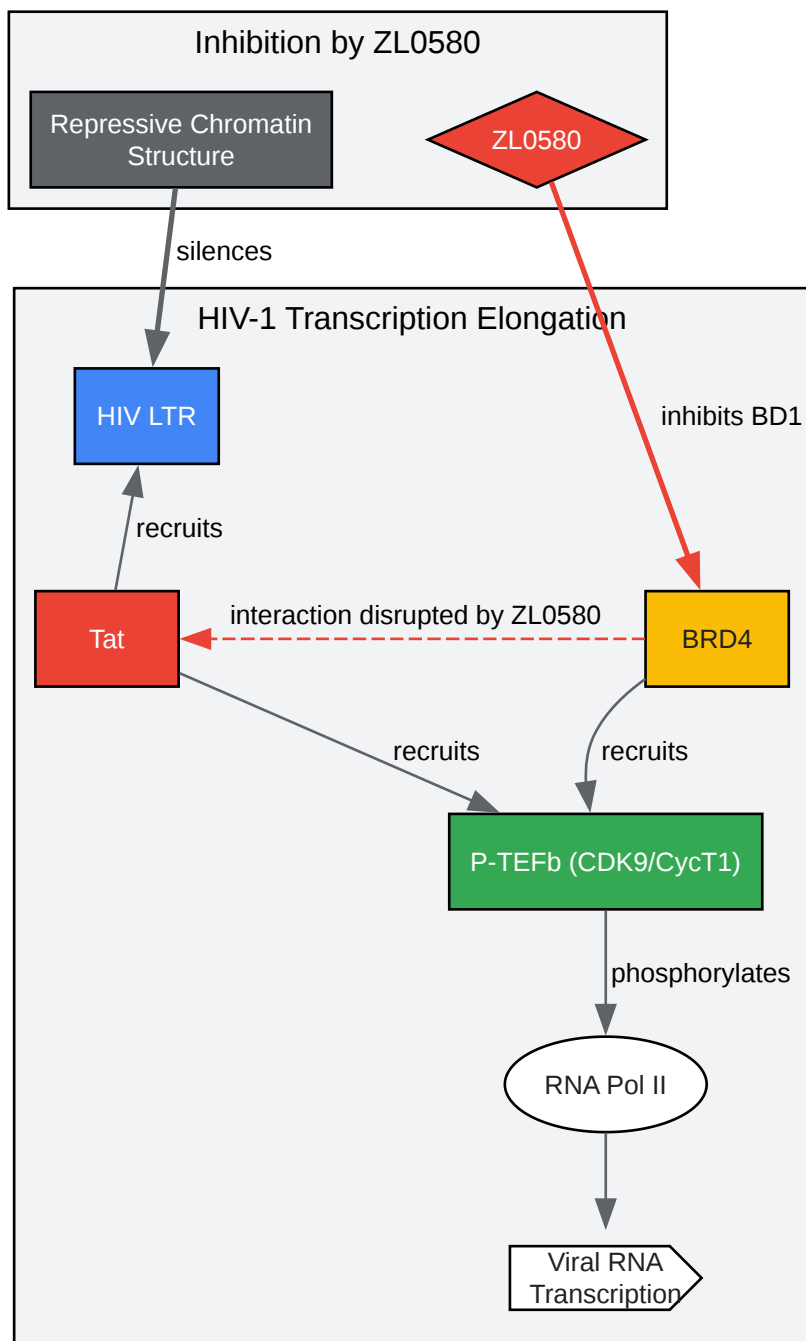 Inhibition by ZL0580
Repressive Chromatin
Structure
ZL0580
silences
HIV-1 Transcription Elongation
HIV LTR
inhibits BD1
recruits
Tat
interaction disrupted by ZL0580
BRD4
recruits
recruits
P-TEFb (CDK9/CycT1)
phosphorylates
RNA Pol II
Viral RNA
Transcription